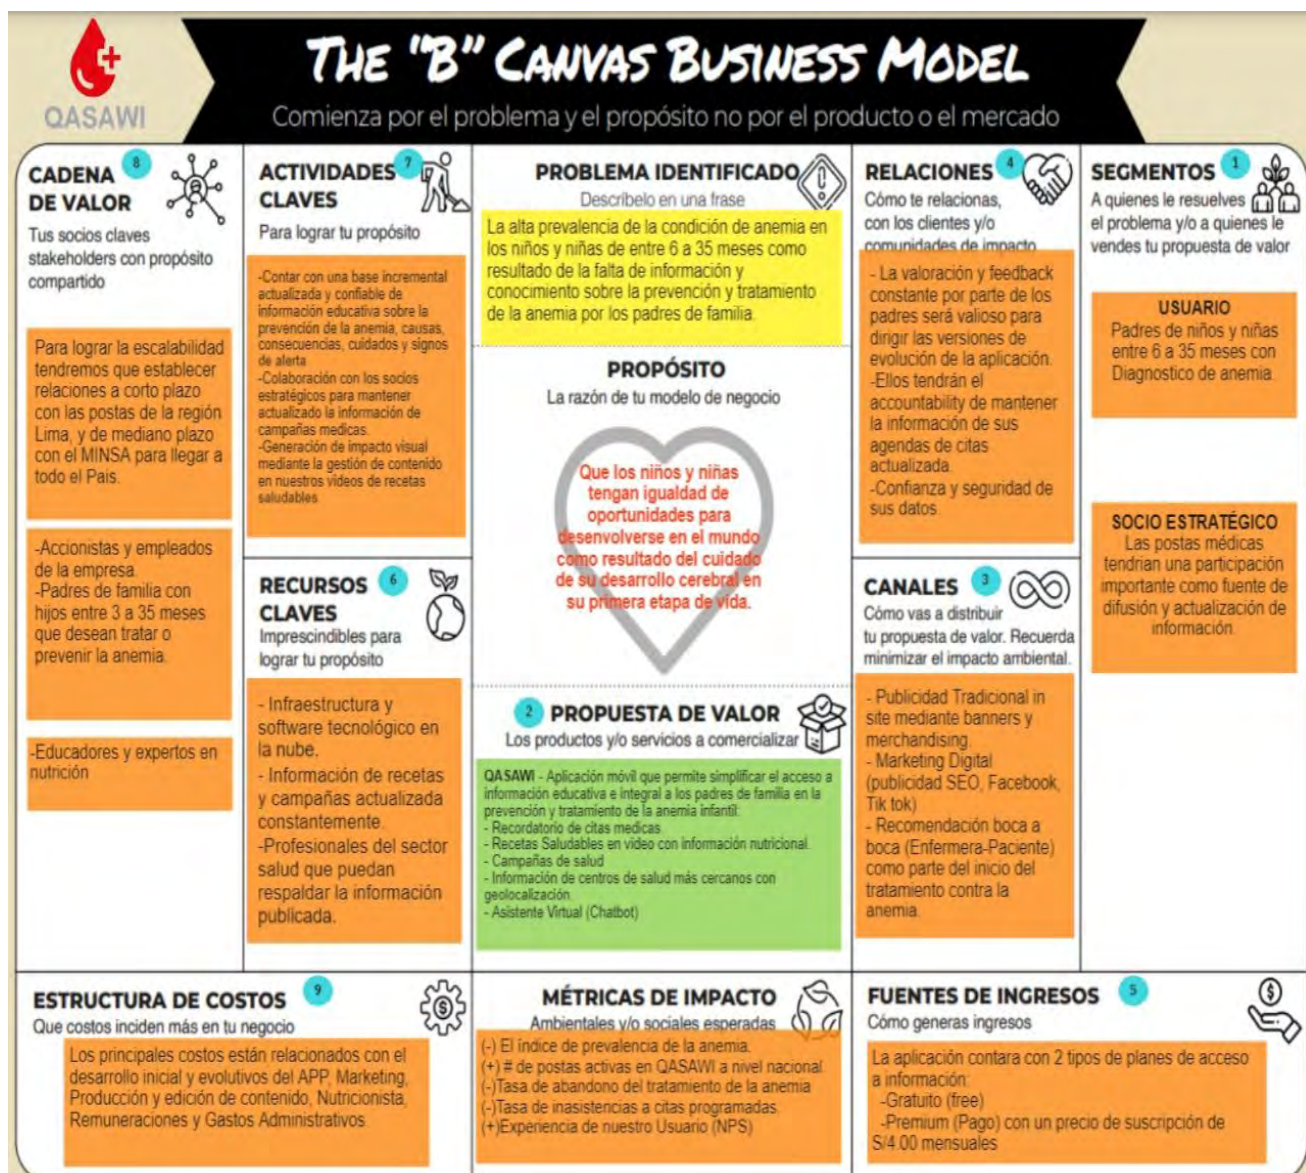 QASAWI
THE "B" CANVAS BUSINESS MODEL
Comienza por el problema y el propósito no por el producto o el mercado
CADENA
DE VALOR
8
Tus socios claves
stakeholders con propósito
compartido
Para lograr la escalabilidad
tendremos que establecer
relaciones a corto plazo
con las postas de la región
Lima, y de mediano plazo
con el MINSA para llegar a
todo el Pais.
-Accionistas y empleados
de la empresa.
-Padres de familia con
hijos entre 3 a 35 meses
que desean tratar o
prevenir la anemia.
-Educadores y expertos en
nutrición
ACTIVIDADES
CLAVES
7
Para lograr tu propósito
-Contar con una base incremental
actualizada y confiable de
información educativa sobre la
prevención de la anemia, causas,
consecuencias, cuidados y signos
de alerta
-Colaboración con los socios
estratégicos para mantener
actualizado la información de
campañas medicas.
-Generación de impacto visual
mediante la gestión de contenido
en nuestros videos de recetas
saludables
RECURSOS
CLAVES
6
Imprescindibles para
lograr tu propósito
- Infraestructura y
software tecnológico en
la nube.
- Información de recetas
y campañas actualizada
constantemente.
-Profesionales del sector
salud que puedan
respaldar la información
publicada.
PROBLEMA IDENTIFICADO
Descríbelo en una frase
La alta prevalencia de la condición de anemia en
los niños y niñas de entre 6 a 35 meses como
resultado de la falta de información y
conocimiento sobre la prevención y tratamiento
de la anemia por los padres de familia.
PROPÓSITO
La razón de tu modelo de negocio
Que los niños y niñas
tengan igualdad de
oportunidades para
desenvolverse en el mundo
como resultado del cuidado
de su desarrollo cerebral en
su primera etapa de vida.
2
PROPUESTA DE VALOR
Los productos y/o servicios a comercializar
QASAWI - Aplicación móvil que permite simplificar el acceso a
información educativa e integral a los padres de familia en la
prevención y tratamiento de la anemia infantil:
- Recordatorio de citas medicas
- Recetas Saludables en video con información nutricional.
- Campañas de salud
- Información de centros de salud más cercanos con
geolocalización
- Asistente Virtual (Chatbot)
RELACIONES
4
Cómo te relacionas,
con los clientes y/o
comunidades de impacto
- La valoración y feedback
constante por parte de los
padres será valioso para
dirigir las versiones de
evolución de la aplicación.
-Ellos tendrán el
accountability de mantener
la información de sus
agendas de citas
actualizada.
-Confianza y seguridad de
sus datos.
CANALES
3
Cómo vas a distribuir
tu propuesta de valor. Recuerda
minimizar el impacto ambiental.
- Publicidad Tradicional in
site mediante banners y
merchandising.
- Marketing Digital
(publicidad SEO, Facebook,
Tik tok)
- Recomendación boca a
boca (Enfermera-Paciente)
como parte del inicio del
tratamiento contra la
anemia.
SEGMENTOS
1
A quienes le resuelves
el problema y/o a quienes le
vendes tu propuesta de valor
USUARIO
Padres de niños y niñas
entre 6 a 35 meses con
Diagnostico de anemia.
SOCIO ESTRATÉGICO
Las postas médicas
tendrían una participación
importante como fuente de
difusión y actualización de
información.
ESTRUCTURA DE COSTOS
9
Que costos inciden más en tu negocio
Los principales costos están relacionados con el
desarrollo inicial y evolutivos del APP, Marketing,
Producción y edición de contenido, Nutricionista,
Remuneraciones y Gastos Administrativos
MÉTRICAS DE IMPACTO
Ambientales y/o sociales esperadas
(-) El índice de prevalencia de la anemia.
(+) # de postas activas en QASAWI a nivel nacional
(-)Tasa de abandono del tratamiento de la anemia
(-)Tasa de inasistencias a citas programadas.
(+)Experiencia de nuestro Usuario (NPS)
FUENTES DE INGRESOS
5
Cómo generas ingresos
La aplicación contara con 2 tipos de planes de acceso
a información:
-Gratuito (free)
-Premium (Pago) con un precio de suscripción de
S/4.00 mensuales